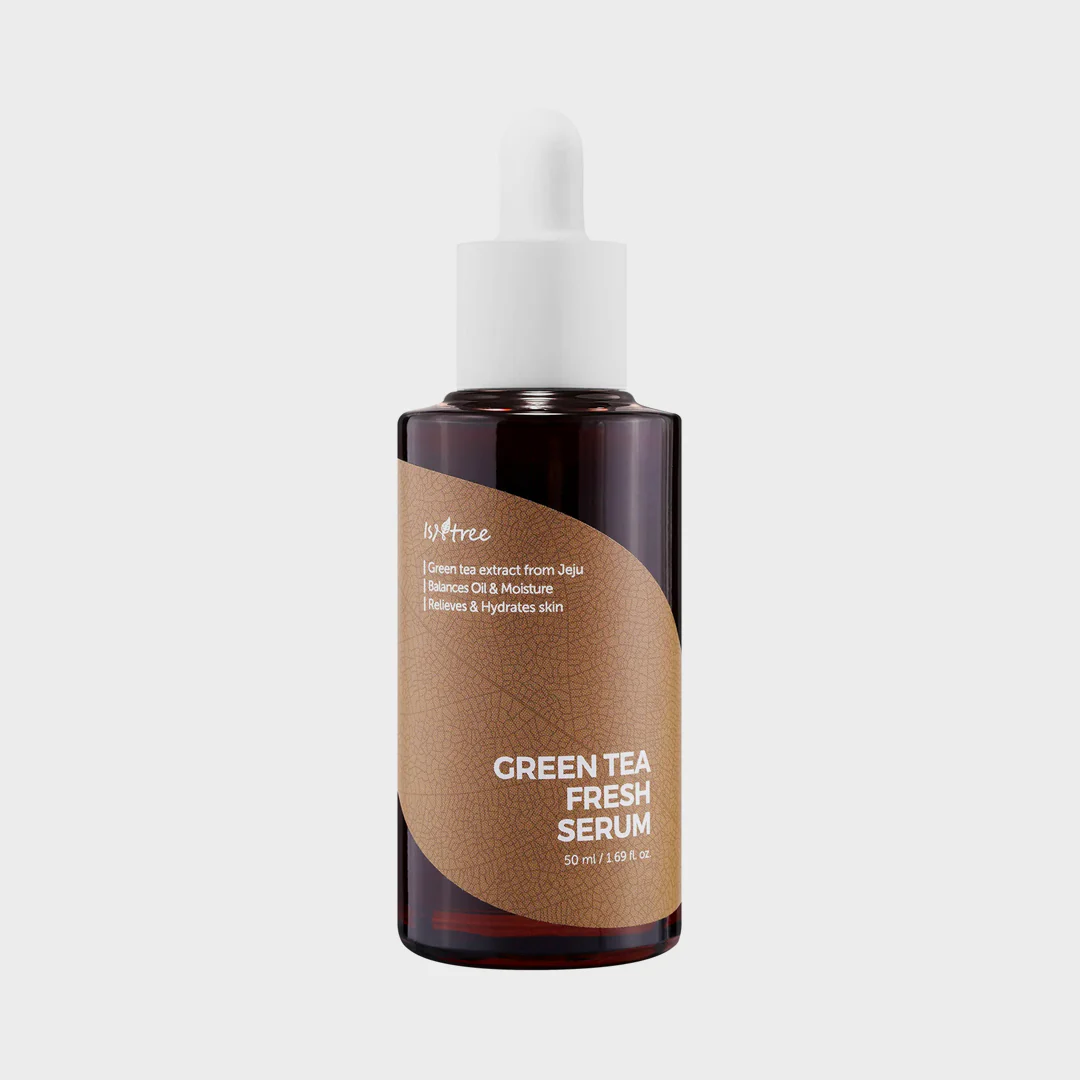 Isntree
Green tea extract from Jeju
Balances Oil & Moisture
Relieves & Hydrates skin
GREEN TEA
FRESH
SERUM
50 ml / 1.69 fl. oz.